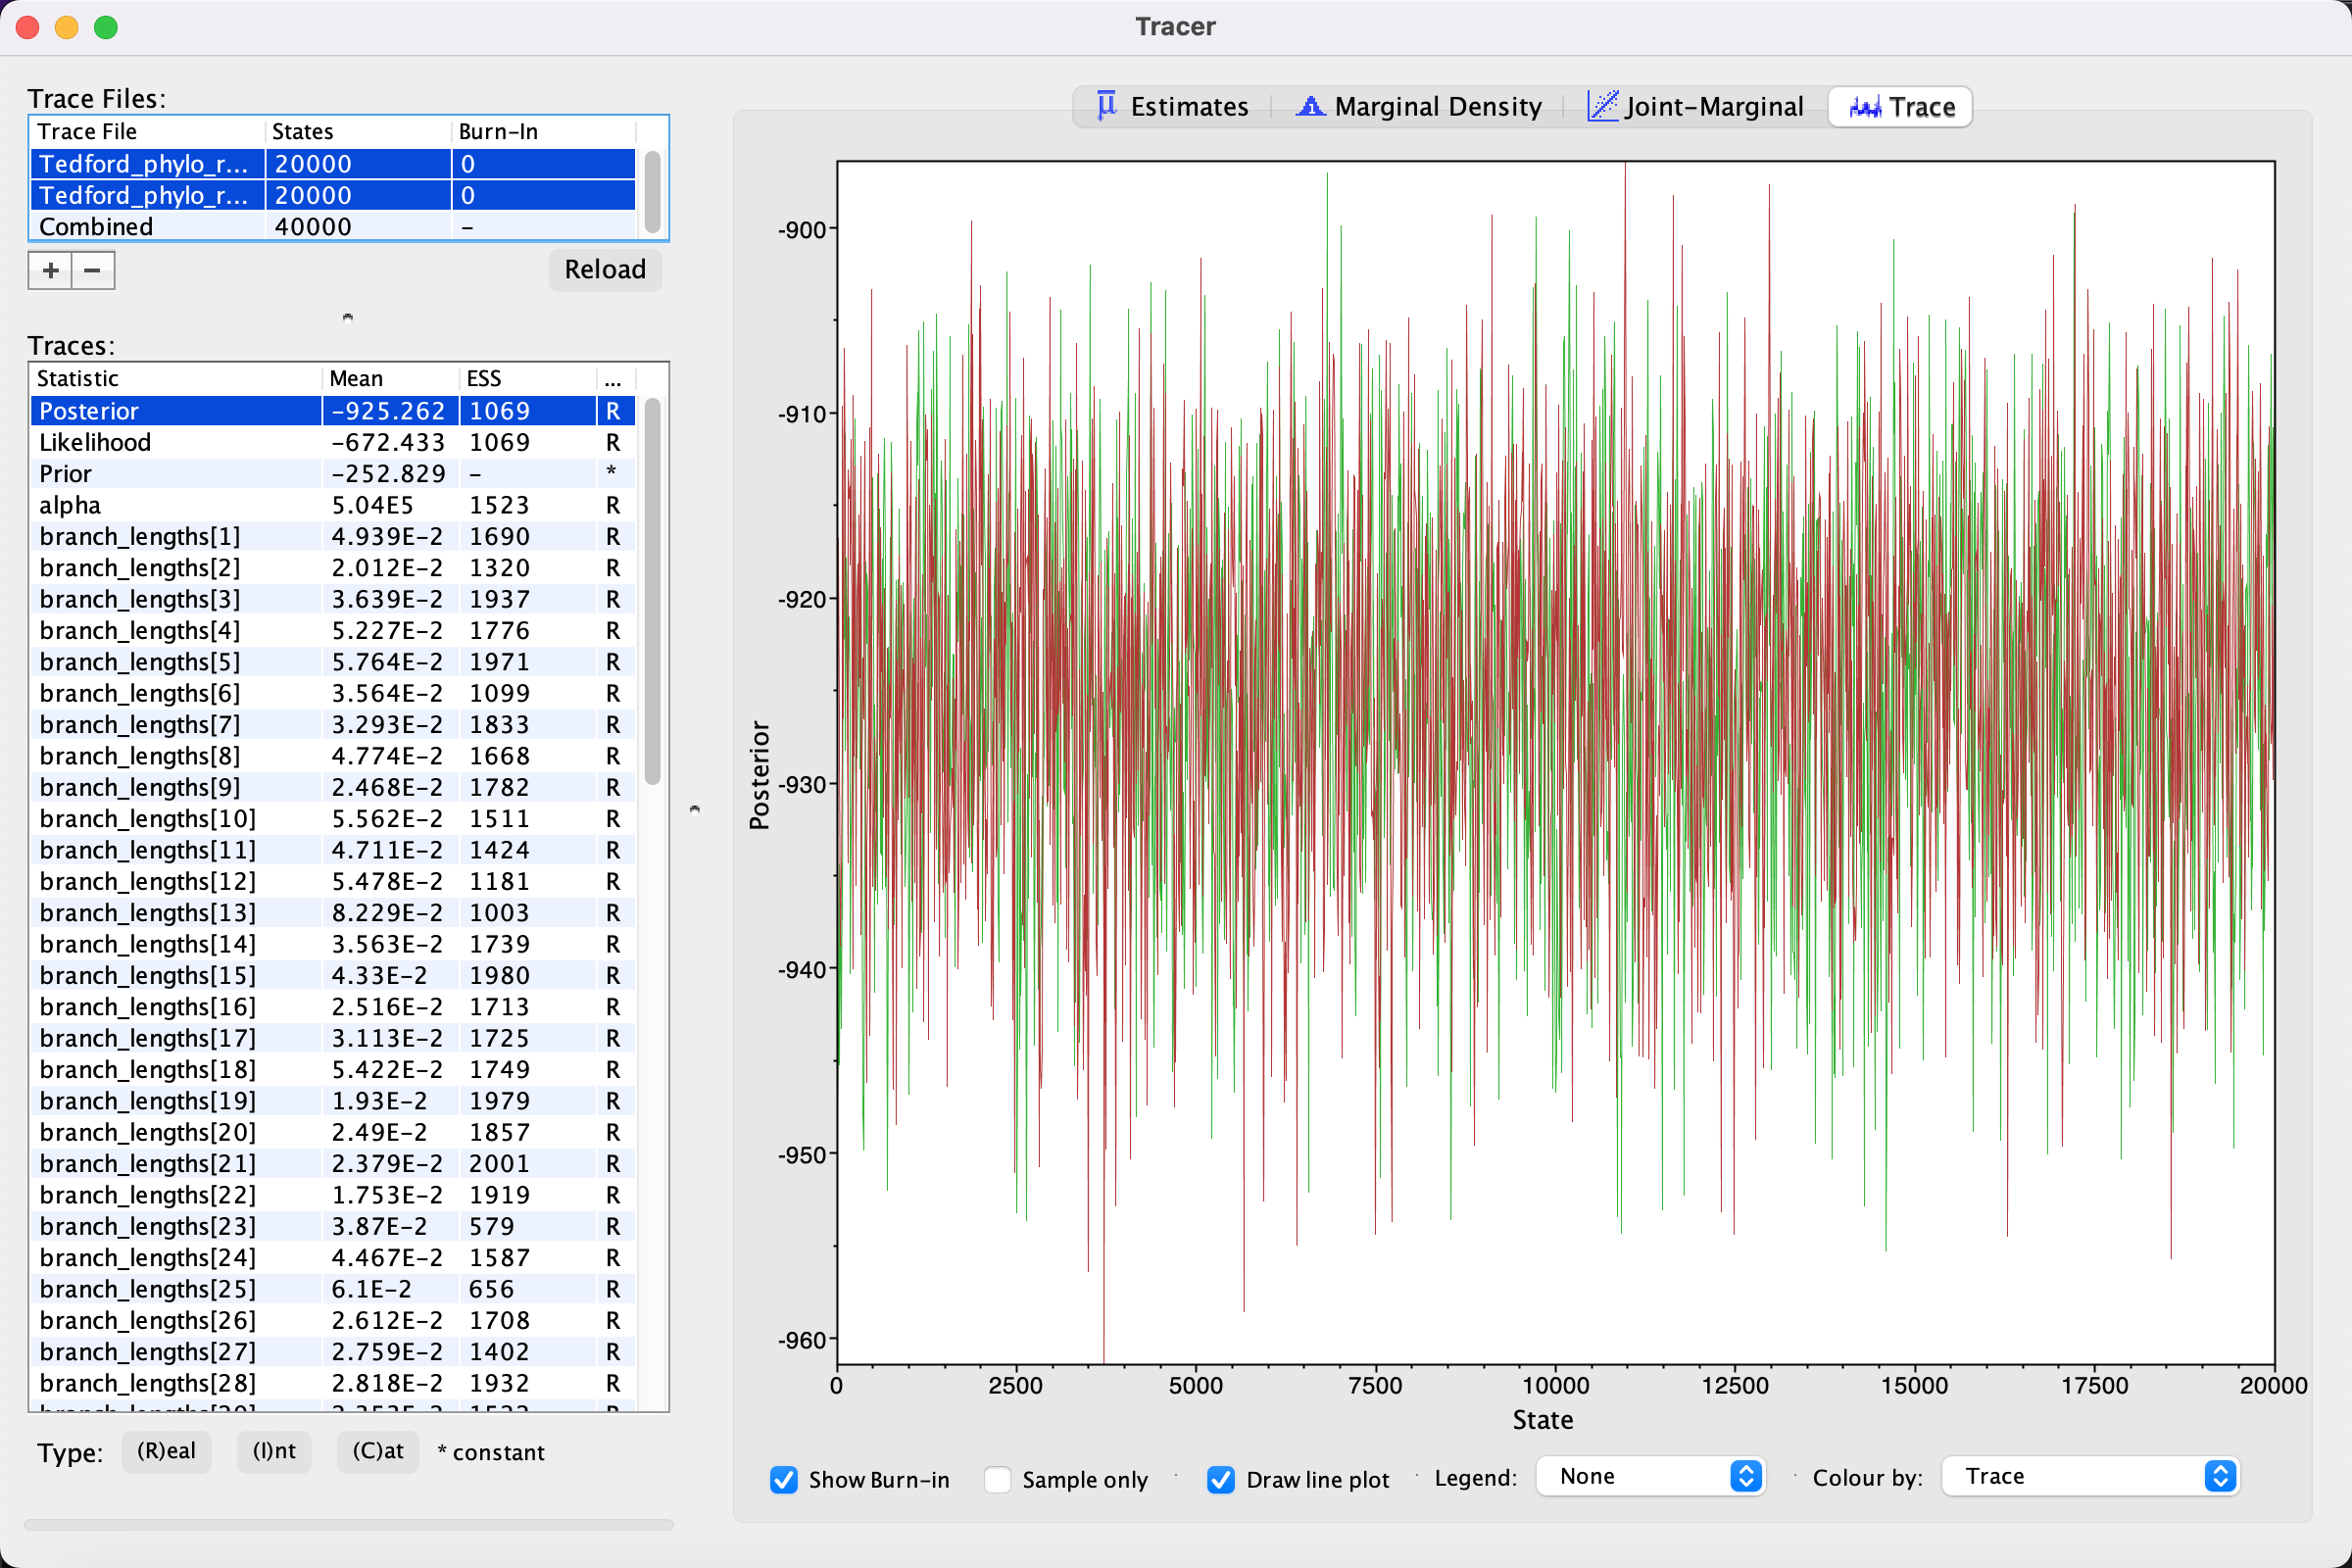 Tracer
Trace Files:
Trace File States Burn-In
Tedford_phylo_r... 20000 0
Tedford_phylo_r... 20000 0
Combined 40000 -
+ −
Reload
Traces:
Statistic Mean ESS ...
Posterior -925.262 1069 R
Likelihood -672.433 1069 R
Prior -252.829 - *
alpha 5.04E5 1523 R
branch_lengths[1] 4.939E-2 1690 R
branch_lengths[2] 2.012E-2 1320 R
branch_lengths[3] 3.639E-2 1937 R
branch_lengths[4] 5.227E-2 1776 R
branch_lengths[5] 5.764E-2 1971 R
branch_lengths[6] 3.564E-2 1099 R
branch_lengths[7] 3.293E-2 1833 R
branch_lengths[8] 4.774E-2 1668 R
branch_lengths[9] 2.468E-2 1782 R
branch_lengths[10] 5.562E-2 1511 R
branch_lengths[11] 4.711E-2 1424 R
branch_lengths[12] 5.478E-2 1181 R
branch_lengths[13] 8.229E-2 1003 R
branch_lengths[14] 3.563E-2 1739 R
branch_lengths[15] 4.33E-2 1980 R
branch_lengths[16] 2.516E-2 1713 R
branch_lengths[17] 3.113E-2 1725 R
branch_lengths[18] 5.422E-2 1749 R
branch_lengths[19] 1.93E-2 1979 R
branch_lengths[20] 2.49E-2 1857 R
branch_lengths[21] 2.379E-2 2001 R
branch_lengths[22] 1.753E-2 1919 R
branch_lengths[23] 3.87E-2 579 R
branch_lengths[24] 4.467E-2 1587 R
branch_lengths[25] 6.1E-2 656 R
branch_lengths[26] 2.612E-2 1708 R
branch_lengths[27] 2.759E-2 1402 R
branch_lengths[28] 2.818E-2 1932 R
Type: (R)eal (I)nt (C)at * constant
Estimates Marginal Density Joint-Marginal Trace
-900
-910
-920
-930
-940
-950
-960
Posterior
0 2500 5000 7500 10000 12500 15000 17500 20000
State
Show Burn-in Sample only Draw line plot Legend: None Colour by: Trace